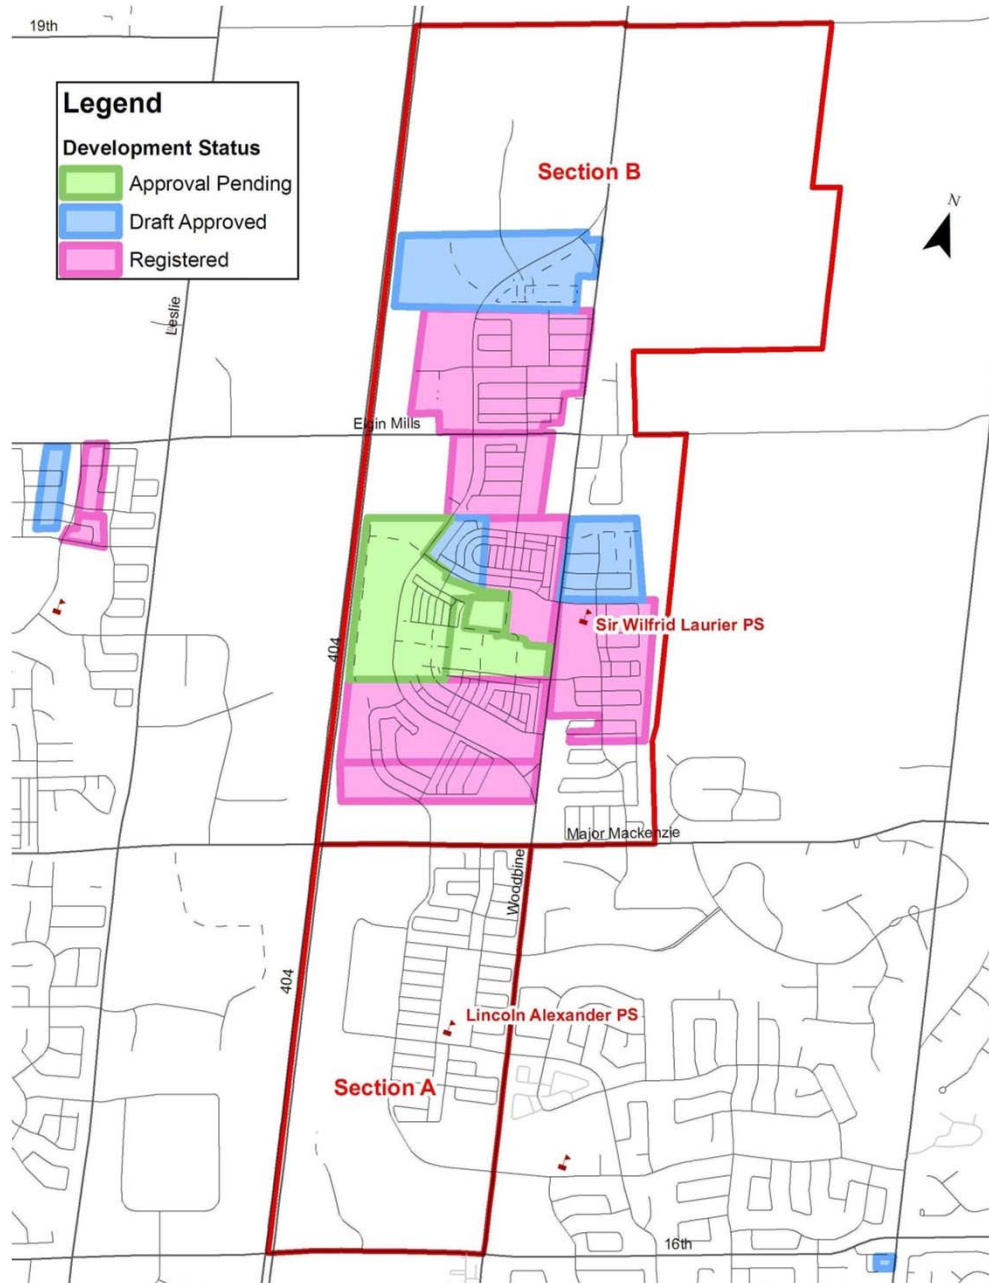 19th
Legend
Development Status
Approval Pending
Draft Approved
Registered
Section B
N
Leslie
Elgin Mills
404
Sir Wilfrid Laurier PS
Major Mackenzie
Woodbine
404
Lincoln Alexander PS
Section A
16th